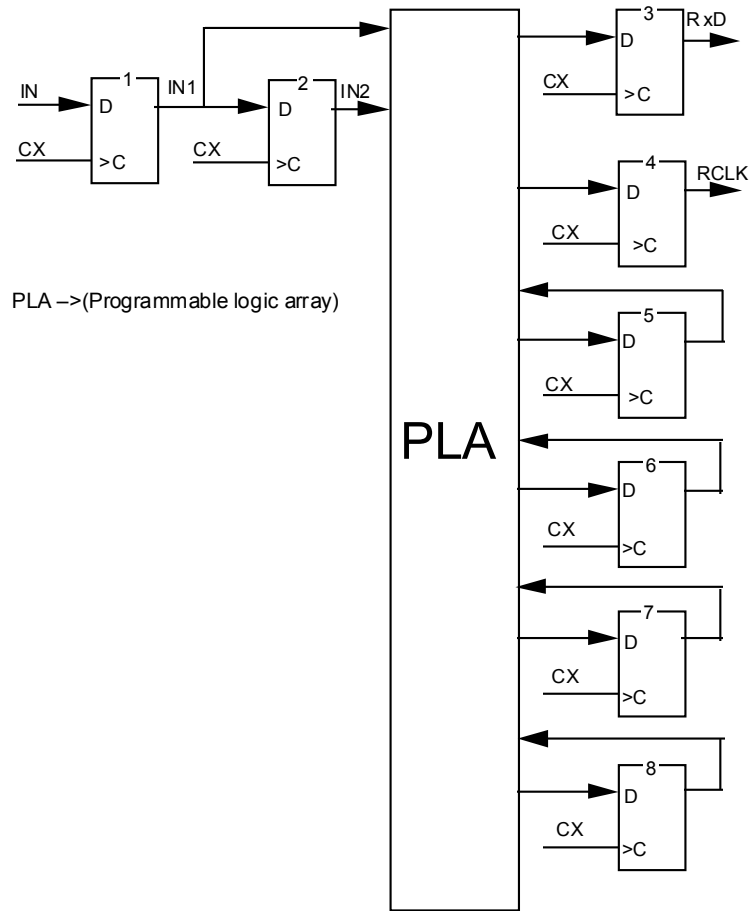 3
RxD
D
CX
>C
1
IN
IN1
D
CX
>C
2
IN2
D
CX
>C
4
RCLK
D
CX
>C
PLA –>(Programmable logic array)
5
D
CX
>C
PLA
6
D
CX
>C
7
D
CX
>C
8
D
CX
>C